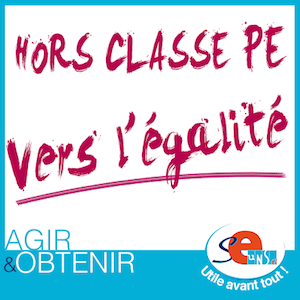 HORS CLASSE PE
Vers l'égalité
AGIR
&OBTENIR
SE
UNSA
Utile avant tout !